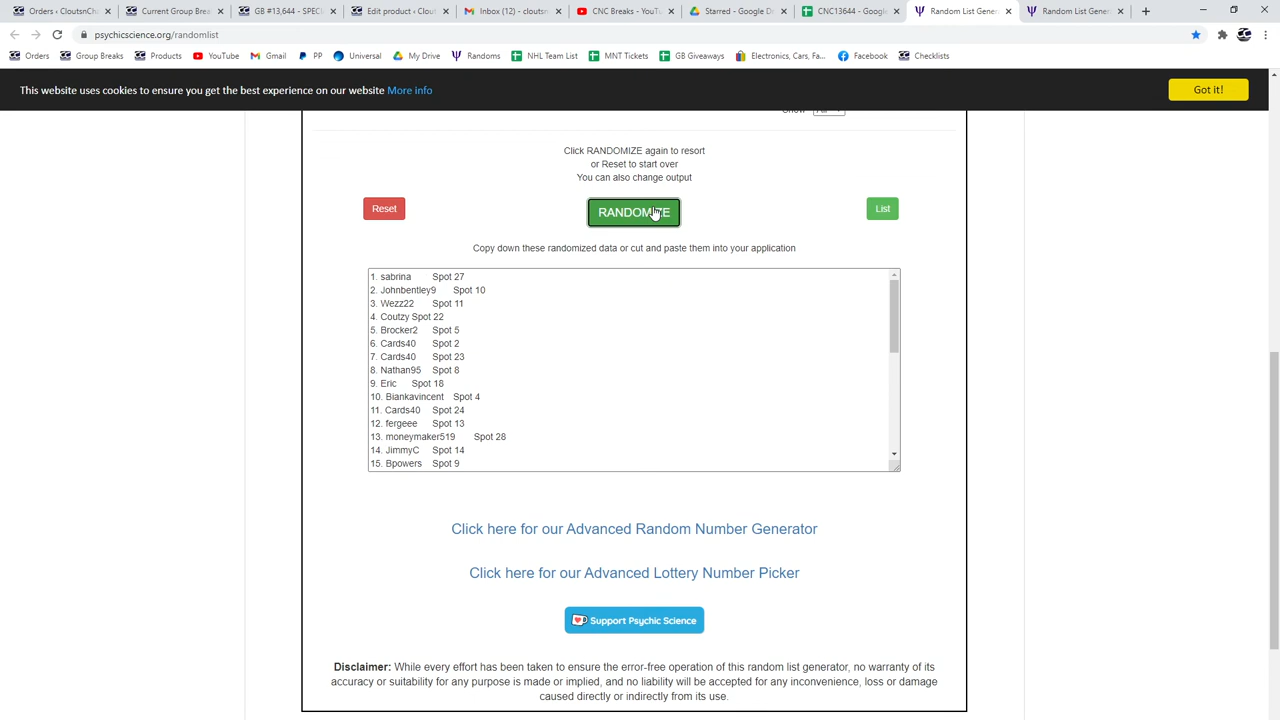 Orders ‹ CloutsnCh
Current Group Brea
GB #13,644 - SPECI
Edit product ‹ Clou
Inbox (12) - clouts
CNC Breaks - YouTu
Starred - Google D
CNC13644 - Google
Random List Gene
Random List Gener
psychicscience.org/randomlist
Orders
Group Breaks
Products
YouTube
Gmail
PP
Universal
My Drive
Randoms
NHL Team List
MNT Tickets
GB Giveaways
Electronics, Cars, Fa...
Facebook
Checklists
This website uses cookies to ensure you get the best experience on our website More info
Got it!
Click RANDOMIZE again to resort
or Reset to start over
You can also change output
Reset
RANDOMIZE
List
Copy down these randomized data or cut and paste them into your application
1. sabrina Spot 27
2. Johnbentley9 Spot 10
3. Wezz22 Spot 11
4. Coutzy Spot 22
5. Brocker2 Spot 5
6. Cards40 Spot 2
7. Cards40 Spot 23
8. Nathan95 Spot 8
9. Eric Spot 18
10. Biankavincent Spot 4
11. Cards40 Spot 24
12. fergeee Spot 13
13. moneymaker519 Spot 28
14. JimmyC Spot 14
15. Bpowers Spot 9
Click here for our Advanced Random Number Generator
Click here for our Advanced Lottery Number Picker
Support Psychic Science
Disclaimer: While every effort has been taken to ensure the error-free operation of this random list generator, no warranty of its
accuracy or suitability for any purpose is made or implied, and no liability will be accepted for any inconvenience, loss or damage
caused directly or indirectly from its use.